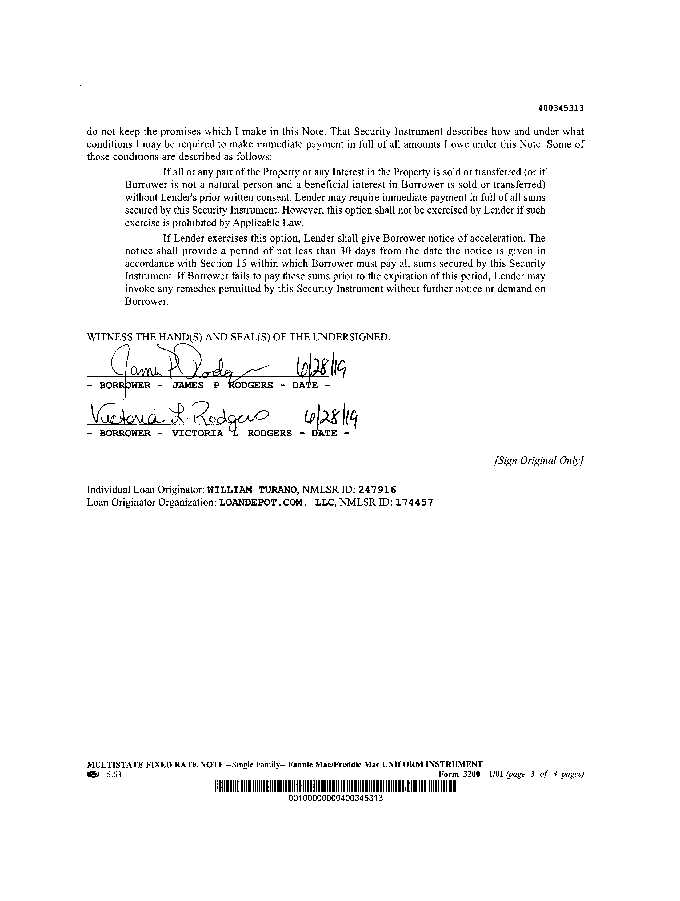 400345313
do not keep the promises which I make in this Note. That Security Instrument describes how and under what
conditions I may be required to make immediate payment in full of all amounts I owe under this Note. Some of
those conditions are described as follows:
If all or any part of the Property or any Interest in the Property is sold or transferred (or if
Borrower is not a natural person and a beneficial interest in Borrower is sold or transferred)
without Lender's prior written consent, Lender may require immediate payment in full of all sums
secured by this Security Instrument. However, this option shall not be exercised by Lender if such
exercise is prohibited by Applicable Law.
If Lender exercises this option, Lender shall give Borrower notice of acceleration. The
notice shall provide a period of not less than 30 days from the date the notice is given in
accordance with Section 15 within which Borrower must pay all sums secured by this Security
Instrument. If Borrower fails to pay these sums prior to the expiration of this period, Lender may
invoke any remedies permitted by this Security Instrument without further notice or demand on
Borrower.
WITNESS THE HAND(S) AND SEAL(S) OF THE UNDERSIGNED.
James P Rodge 6/28/19
- BORROWER - JAMES P RODGERS - DATE -
Victoria L. Rodgers 6/28/19
- BORROWER - VICTORIA L RODGERS - DATE -
[Sign Original Only]
Individual Loan Originator: WILLIAM TURANO, NMLSR ID: 247916
Loan Originator Organization: LOANDEPOT.COM, LLC, NMLSR ID: 174457
MULTISTATE FIXED RATE NOTE --Single Family-- Fannie Mae/Freddie Mac UNIFORM INSTRUMENT
Form 3200 1/01 (page 3 of 4 pages)
00100000000400345313